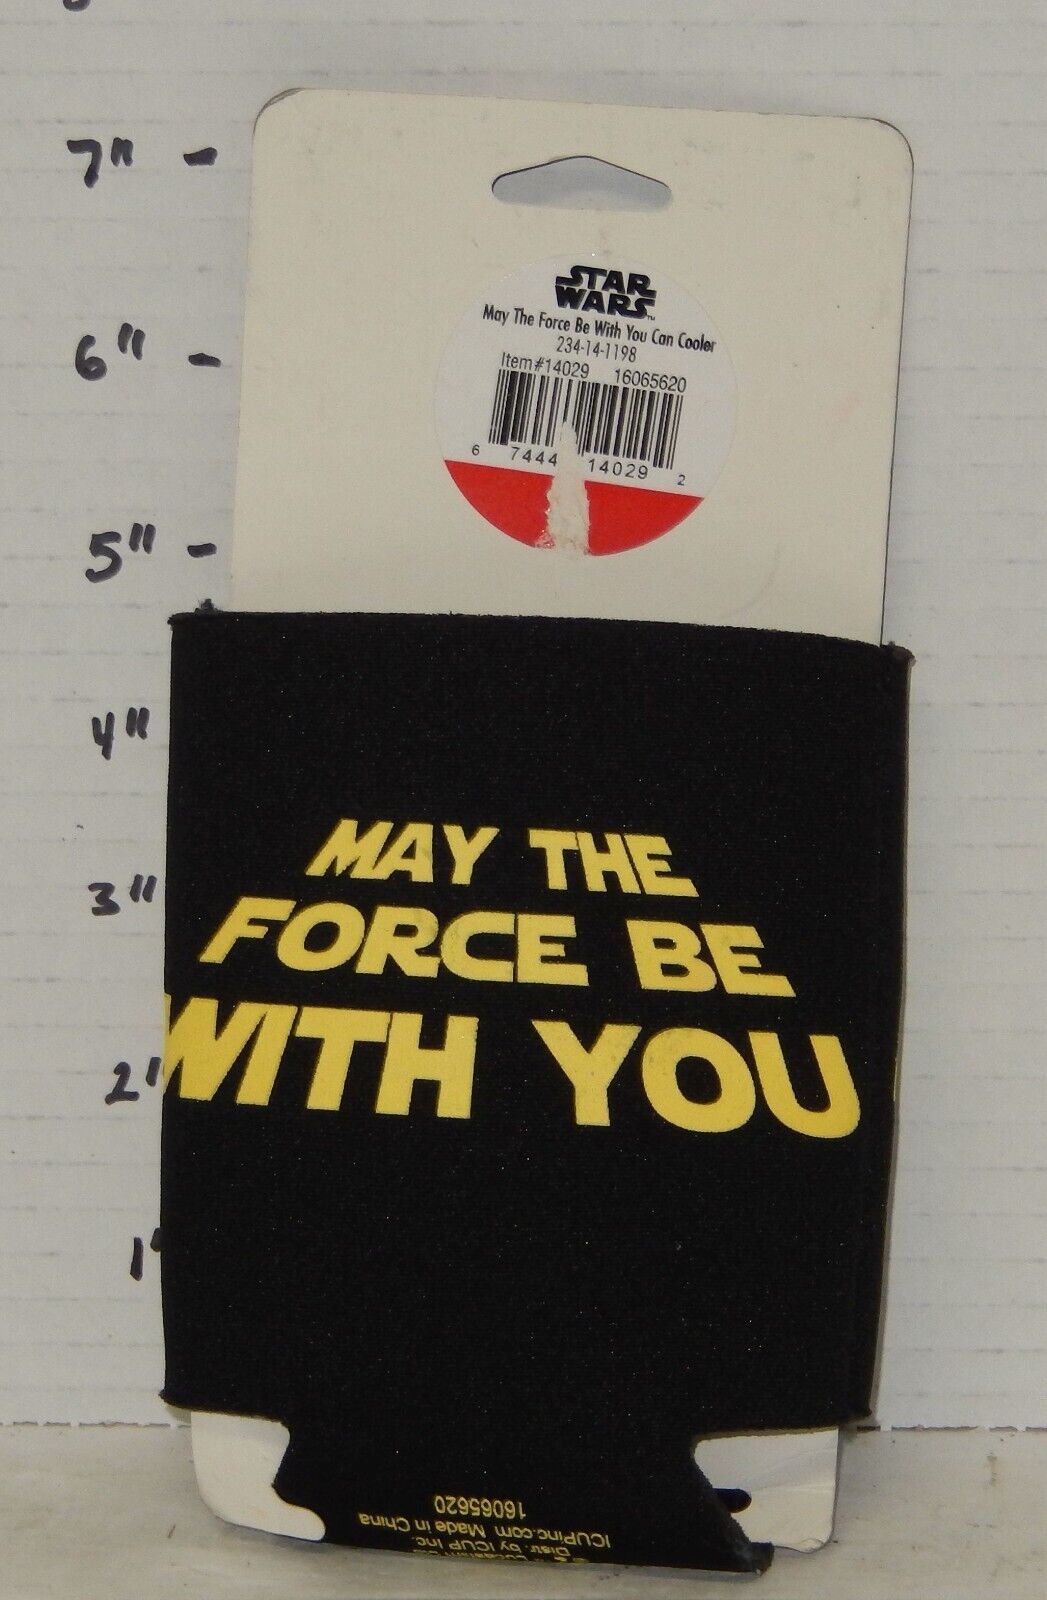 7" -
STAR
WARS™
May The Force Be With You Can Cooler
234-14-1198
Item#14029 16065620
6" -
6 7444 14029 2
5" -
4"
MAY THE
3"
FORCE BE
WITH YOU
2"
1"
16065620
ICUPinc.com Made in China
Distr. by ICUP Inc.